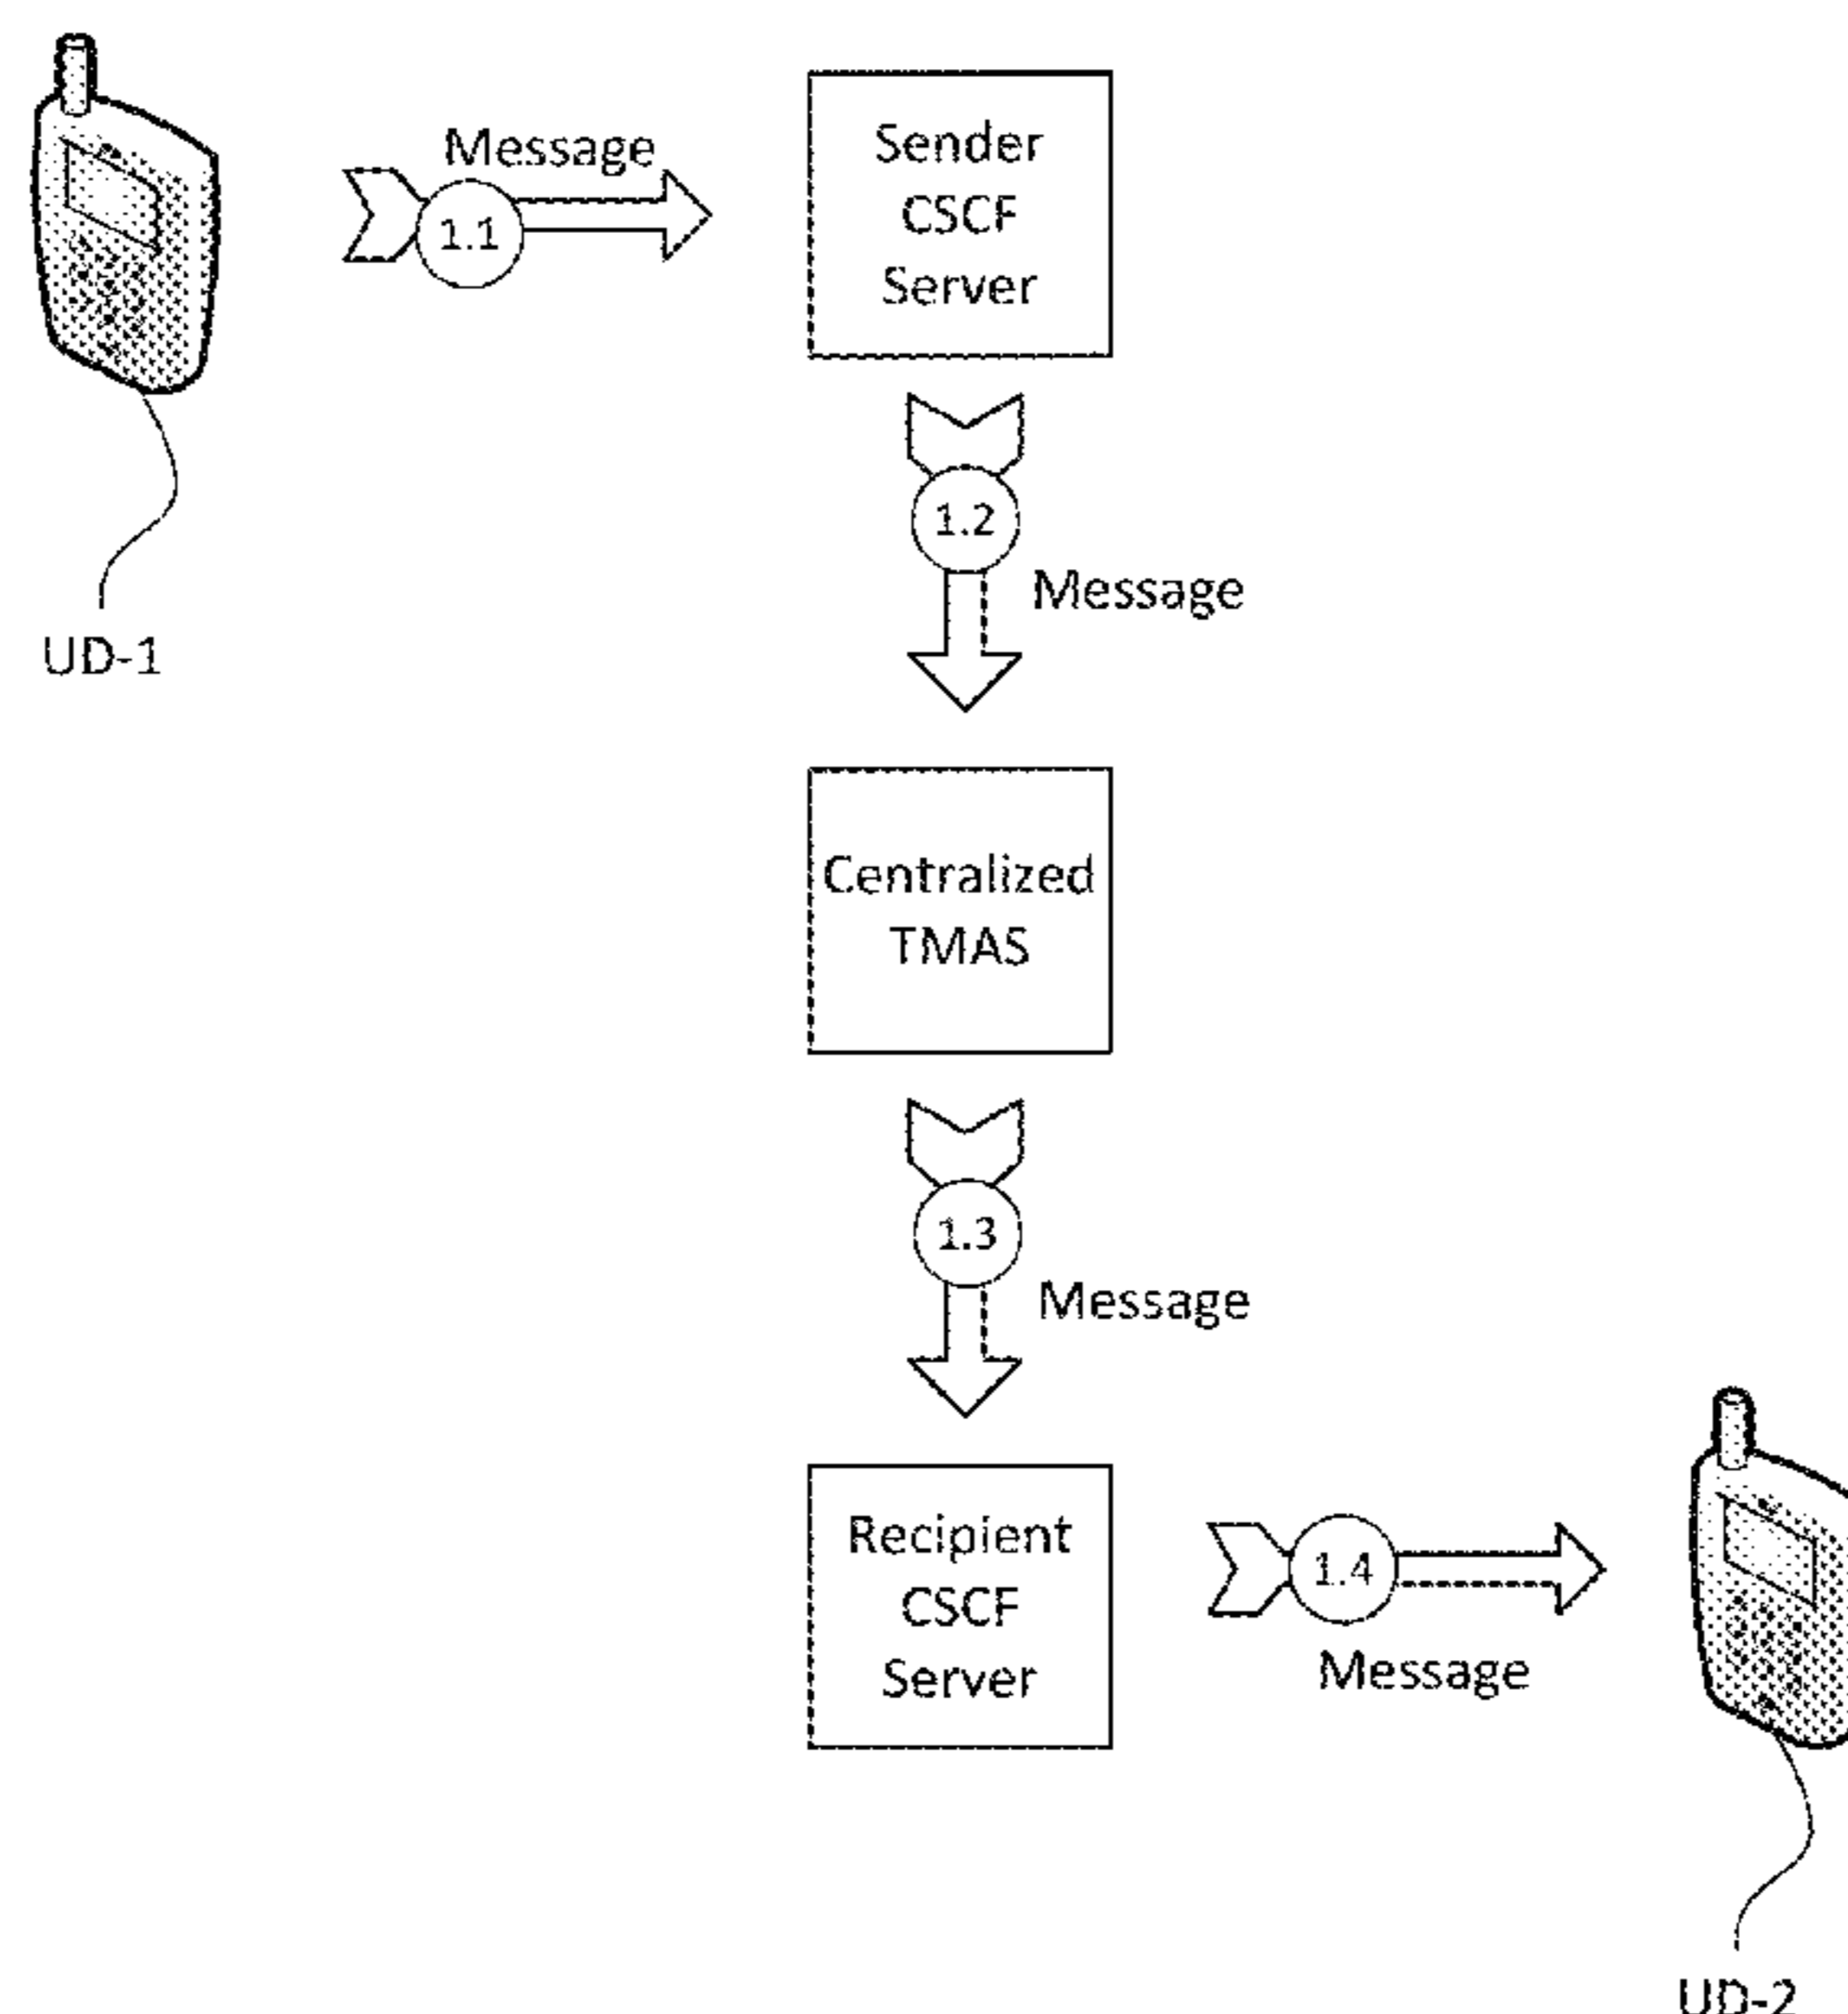 Message
1.1
Sender
CSCF
Server
UD-1
1.2
Message
Centralized
TMAS
1.3
Message
Recipient
CSCF
Server
1.4
Message
UD-2